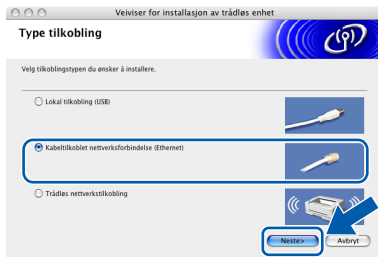 Veiviser for installasjon av trådløs enhet
Type tilkobling
Velg tilkoblingstypen du ønsker å installere.
Lokal tilkobling (USB)
Kabeltilkoblet nettverksforbindelse (Ethernet)
Trådløs nettverkstilkobling
Neste>
Avbryt